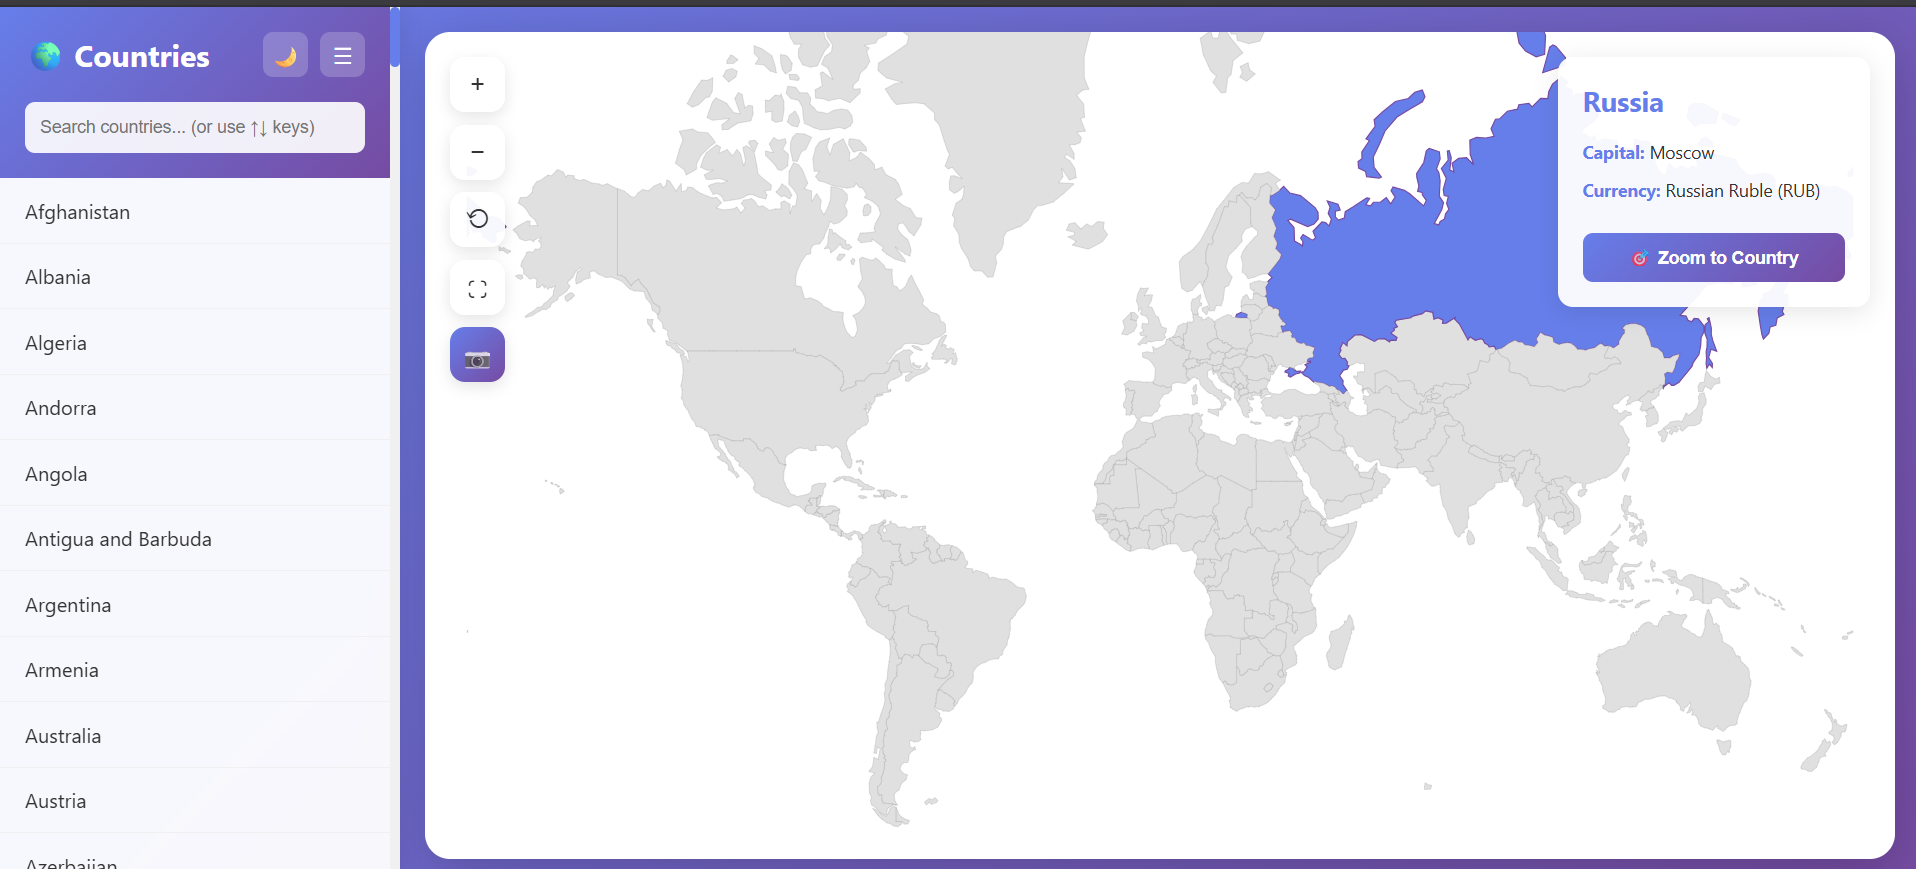 Countries
Search countries... (or use ↑↓ keys)
Afghanistan
Albania
Algeria
Andorra
Angola
Antigua and Barbuda
Argentina
Armenia
Australia
Austria
Azerbaijan
+
−
Russia
Capital: Moscow
Currency: Russian Ruble (RUB)
Zoom to Country